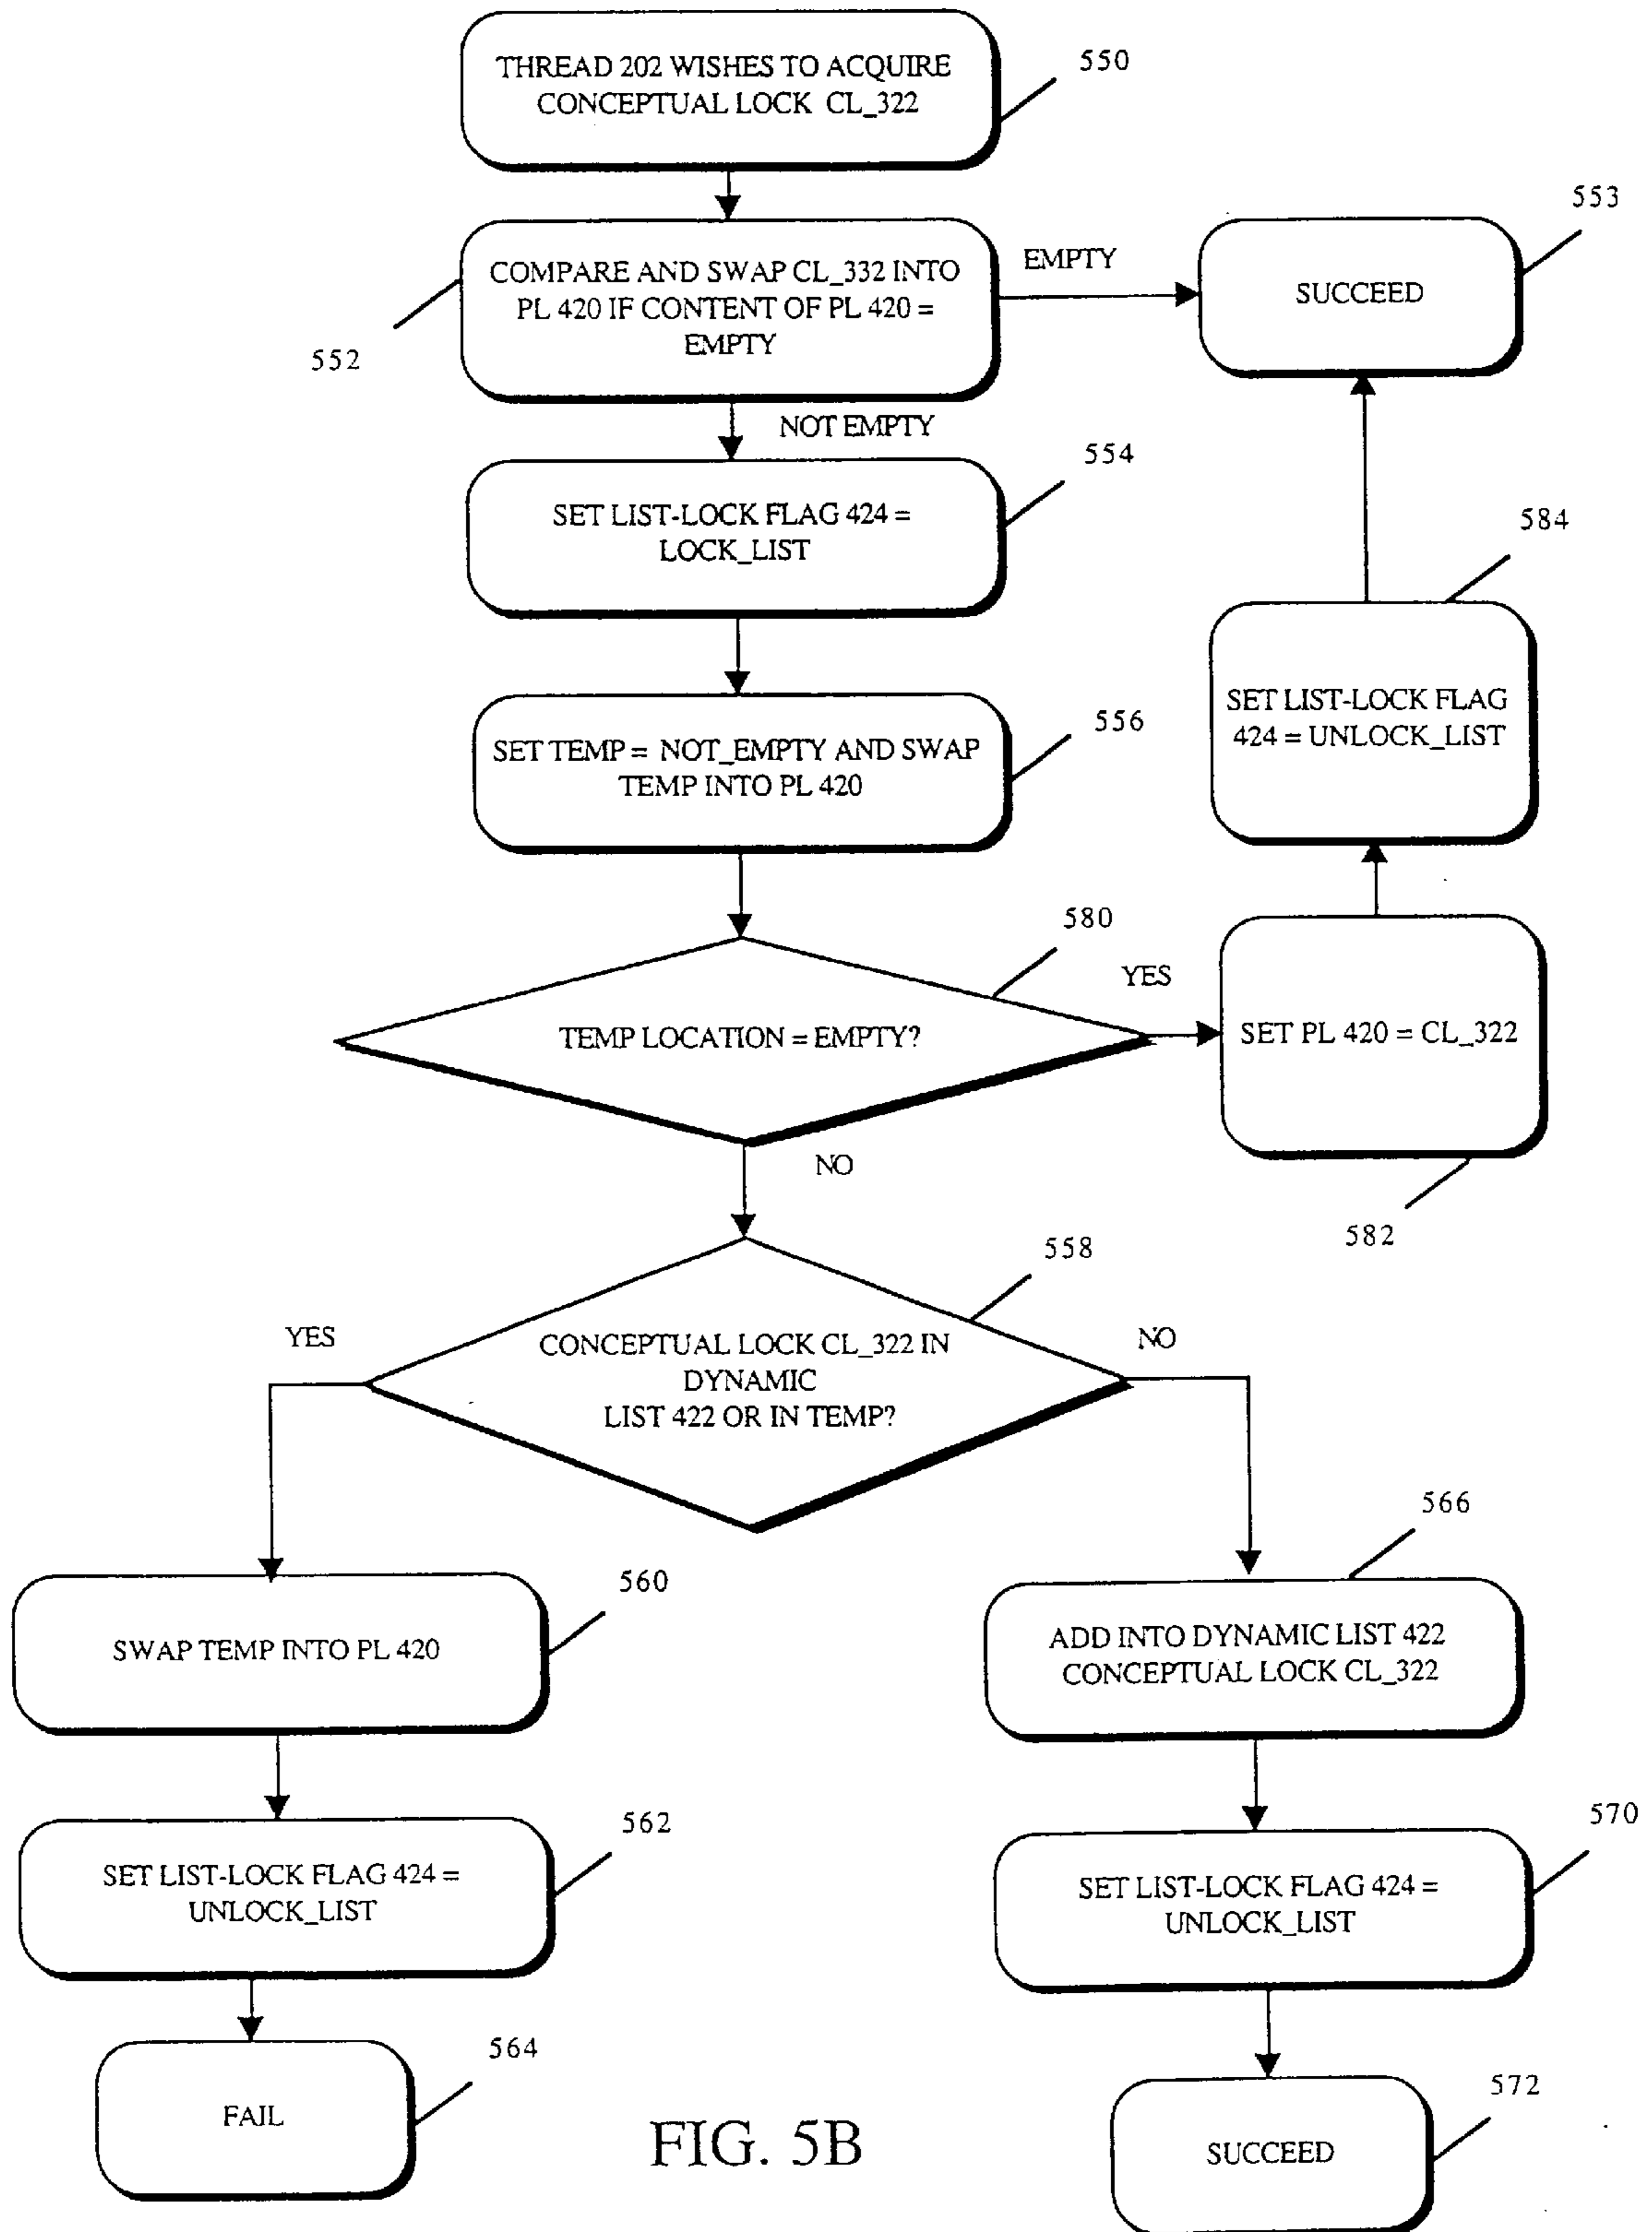 THREAD 202 WISHES TO ACQUIRE
CONCEPTUAL LOCK CL_322
550
COMPARE AND SWAP CL_332 INTO
PL 420 IF CONTENT OF PL 420 =
EMPTY
552
EMPTY
SUCCEED
553
NOT EMPTY
SET LIST-LOCK FLAG 424 =
LOCK_LIST
554
SET LIST-LOCK FLAG
424 = UNLOCK_LIST
584
SET TEMP = NOT_EMPTY AND SWAP
TEMP INTO PL 420
556
TEMP LOCATION = EMPTY?
580
YES
SET PL 420 = CL_322
582
NO
CONCEPTUAL LOCK CL_322 IN
DYNAMIC
LIST 422 OR IN TEMP?
558
YES
NO
SWAP TEMP INTO PL 420
560
ADD INTO DYNAMIC LIST 422
CONCEPTUAL LOCK CL_322
566
SET LIST-LOCK FLAG 424 =
UNLOCK_LIST
562
SET LIST-LOCK FLAG 424 =
UNLOCK_LIST
570
FAIL
564
SUCCEED
572
FIG. 5B